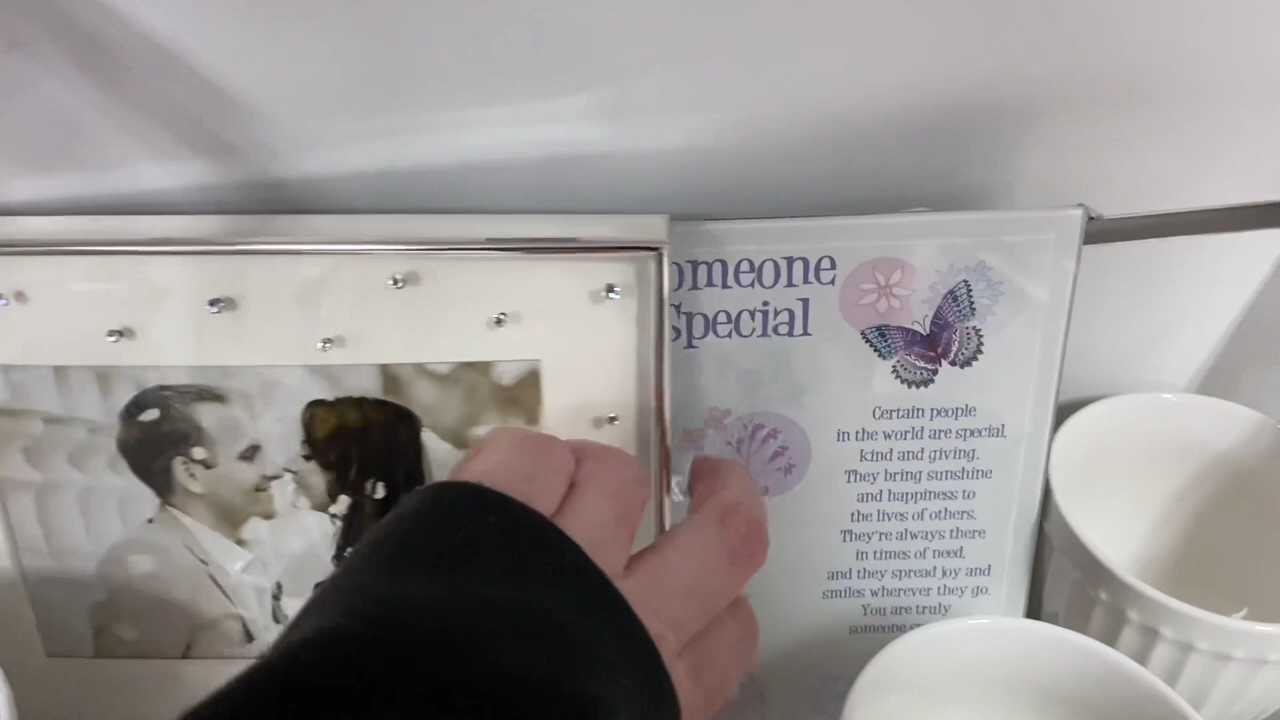 omeone
Special
Certain people
in the world are special,
kind and giving.
They bring sunshine
and happiness to
the lives of others.
They're always there
in times of need,
and they spread joy and
smiles wherever they go.
You are truly
someone